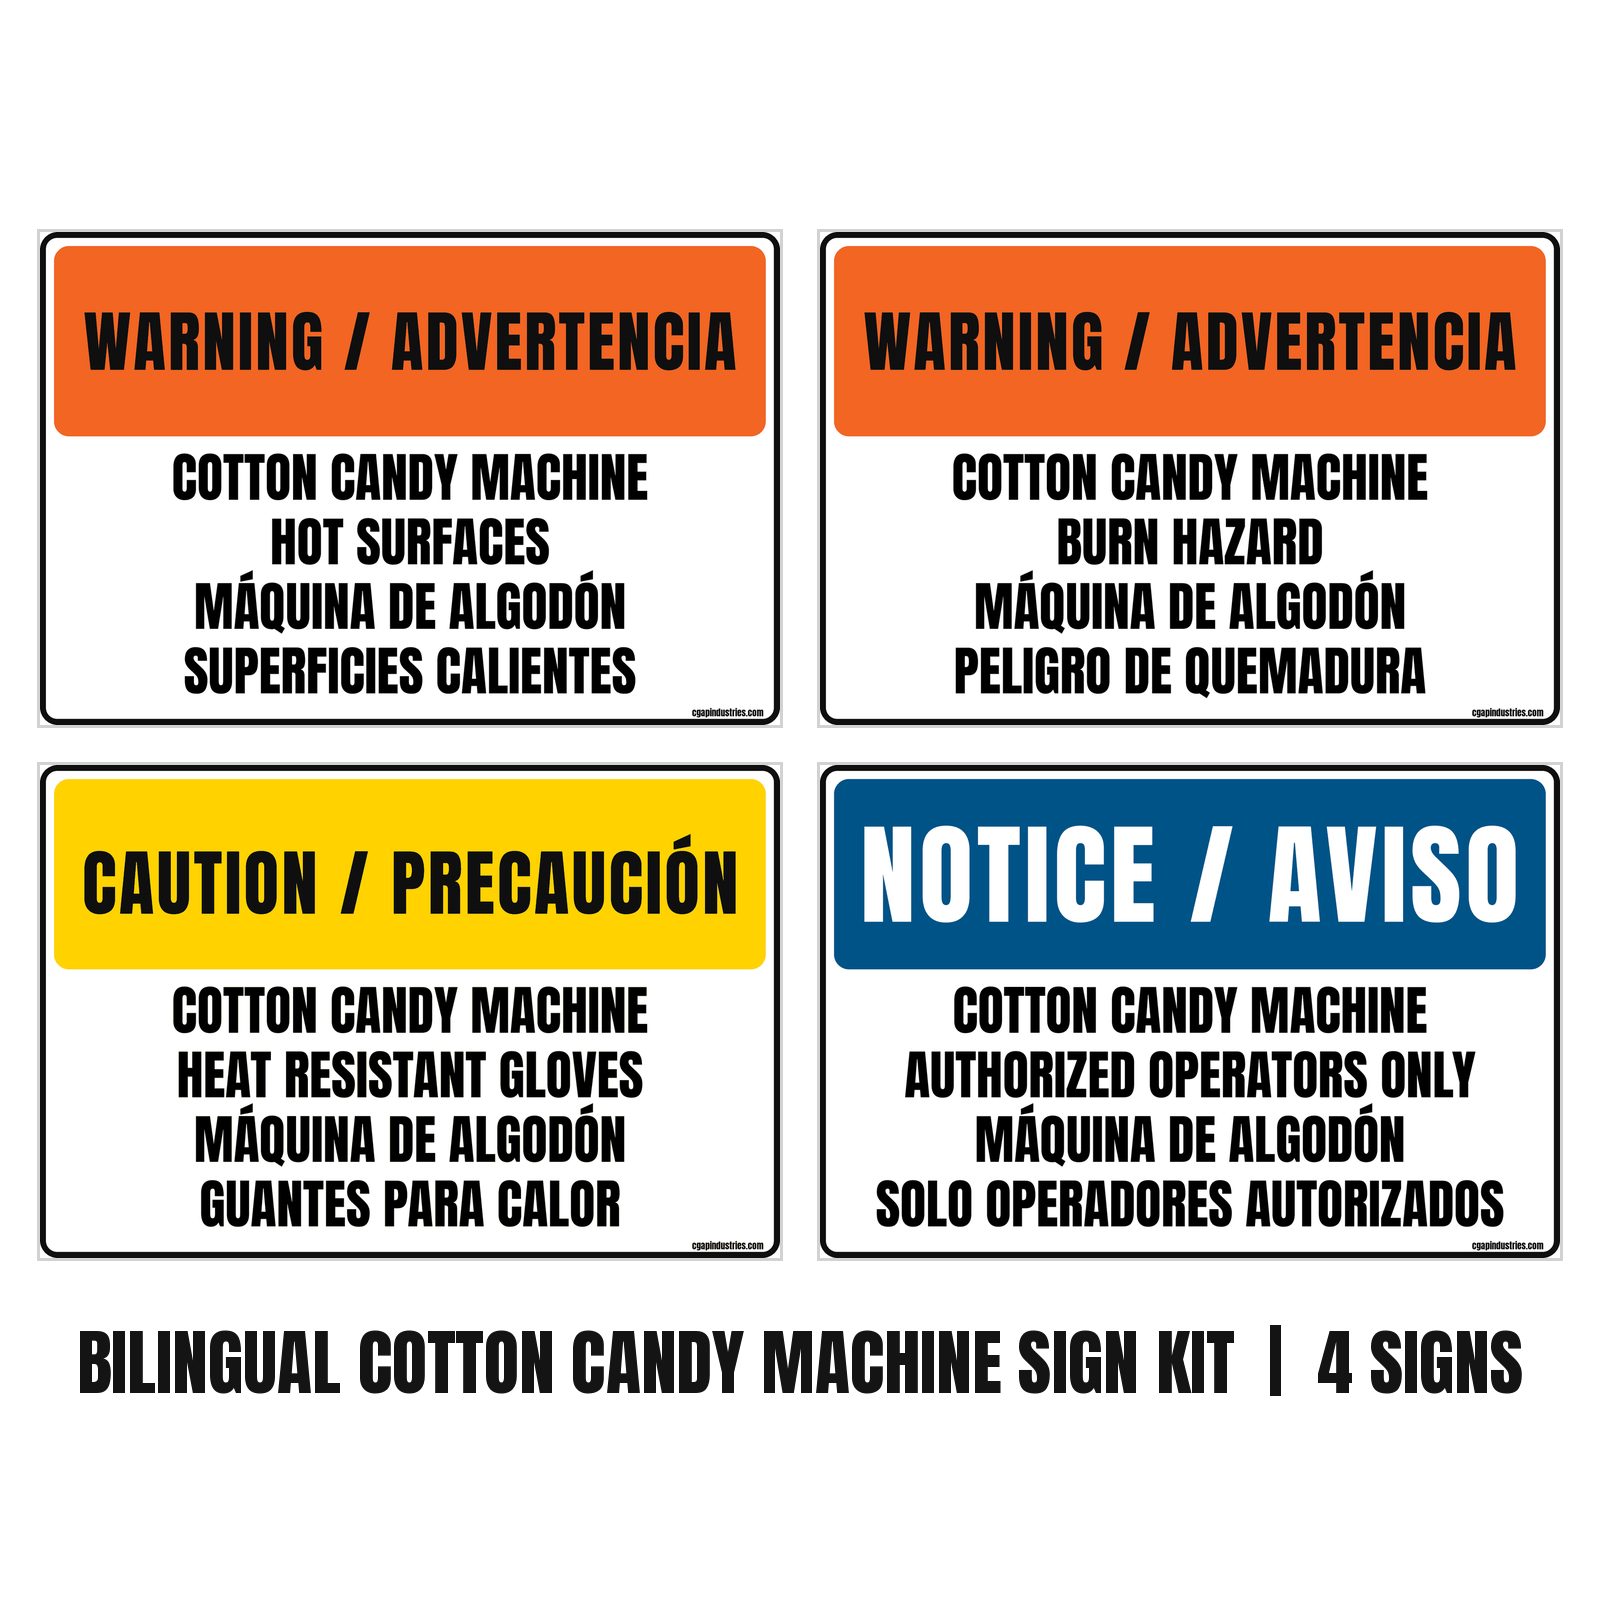 WARNING / ADVERTENCIA
COTTON CANDY MACHINE
HOT SURFACES
MÁQUINA DE ALGODÓN
SUPERFICIES CALIENTES
cgapindustries.com
WARNING / ADVERTENCIA
COTTON CANDY MACHINE
BURN HAZARD
MÁQUINA DE ALGODÓN
PELIGRO DE QUEMADURA
cgapindustries.com
CAUTION / PRECAUCIÓN
COTTON CANDY MACHINE
HEAT RESISTANT GLOVES
MÁQUINA DE ALGODÓN
GUANTES PARA CALOR
cgapindustries.com
NOTICE / AVISO
COTTON CANDY MACHINE
AUTHORIZED OPERATORS ONLY
MÁQUINA DE ALGODÓN
SOLO OPERADORES AUTORIZADOS
cgapindustries.com
BILINGUAL COTTON CANDY MACHINE SIGN KIT | 4 SIGNS